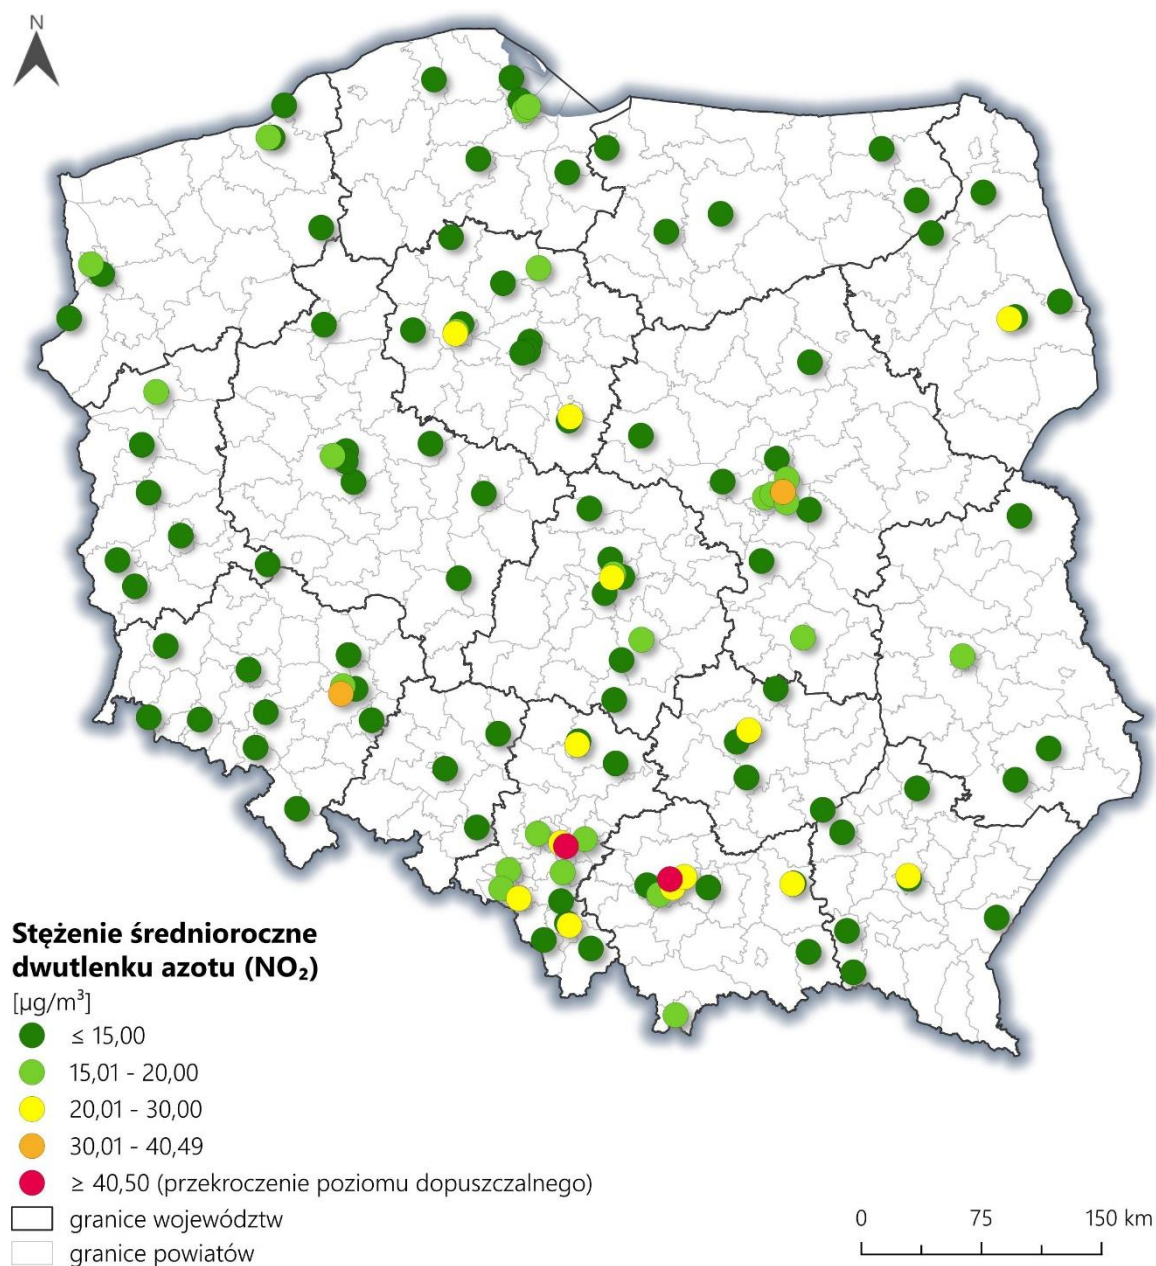 N
Stężenie średnioroczne
dwutlenku azotu (NO₂)
[µg/m³]
≤ 15,00
15,01 - 20,00
20,01 - 30,00
30,01 - 40,49
≥ 40,50 (przekroczenie poziomu dopuszczalnego)
granice województw
granice powiatów
0 75 150 km